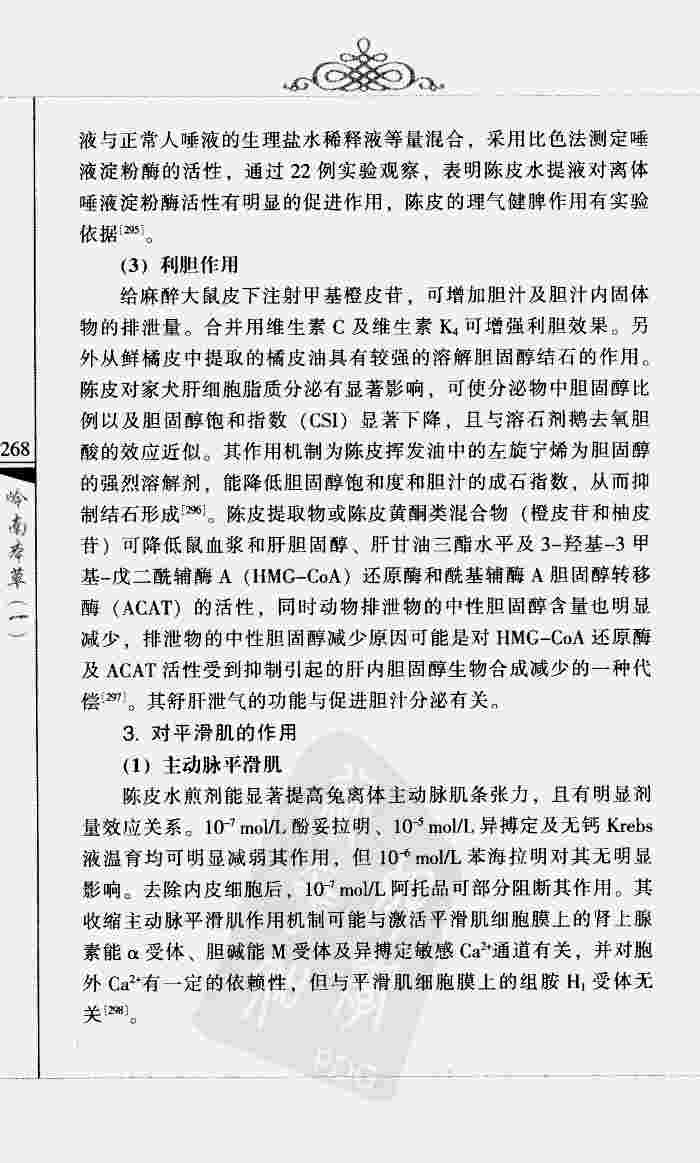 液与正常人唾液的生理盐水稀释液等量混合，采用比色法测定唾
液淀粉酶的活性，通过 22 例实验观察，表明陈皮水提液对离体
唾液淀粉酶活性有明显的促进作用，陈皮的理气健脾作用有实验
依据[295]。
（3）利胆作用
给麻醉大鼠皮下注射甲基橙皮苷，可增加胆汁及胆汁内固体
物的排泄量。合并用维生素 C 及维生素 K₄ 可增强利胆效果。另
外从鲜橘皮中提取的橘皮油具有较强的溶解胆固醇结石的作用。
陈皮对家犬肝细胞脂质分泌有显著影响，可使分泌物中胆固醇比
例以及胆固醇饱和指数（CSI）显著下降，且与溶石剂鹅去氧胆
酸的效应近似。其作用机制为陈皮挥发油中的左旋宁烯为胆固醇
的强烈溶解剂，能降低胆固醇饱和度和胆汁的成石指数，从而抑
制结石形成[296]。陈皮提取物或陈皮黄酮类混合物（橙皮苷和柚皮
苷）可降低鼠血浆和肝胆固醇、肝甘油三酯水平及 3-羟基-3 甲
基-戊二酰辅酶 A（HMG-CoA）还原酶和酰基辅酶 A 胆固醇转移
酶（ACAT）的活性，同时动物排泄物的中性胆固醇含量也明显
减少，排泄物的中性胆固醇减少原因可能是对 HMG-CoA 还原酶
及 ACAT 活性受到抑制引起的肝内胆固醇生物合成减少的一种代
偿[297]。其舒肝泄气的功能与促进胆汁分泌有关。
3. 对平滑肌的作用
（1）主动脉平滑肌
陈皮水煎剂能显著提高兔离体主动脉肌条张力，且有明显剂
量效应关系。10⁻⁷ mol/L 酚妥拉明、10⁻⁵ mol/L 异搏定及无钙 Krebs
液温育均可明显减弱其作用，但 10⁻⁶ mol/L 苯海拉明对其无明显
影响。去除内皮细胞后，10⁻⁷ mol/L 阿托品可部分阻断其作用。其
收缩主动脉平滑肌作用机制可能与激活平滑肌细胞膜上的肾上腺
素能 α 受体、胆碱能 M 受体及异搏定敏感 Ca²⁺通道有关，并对胞
外 Ca²⁺有一定的依赖性，但与平滑肌细胞膜上的组胺 H₁ 受体无
关[298]。
268
岭南本草（一）
PDG